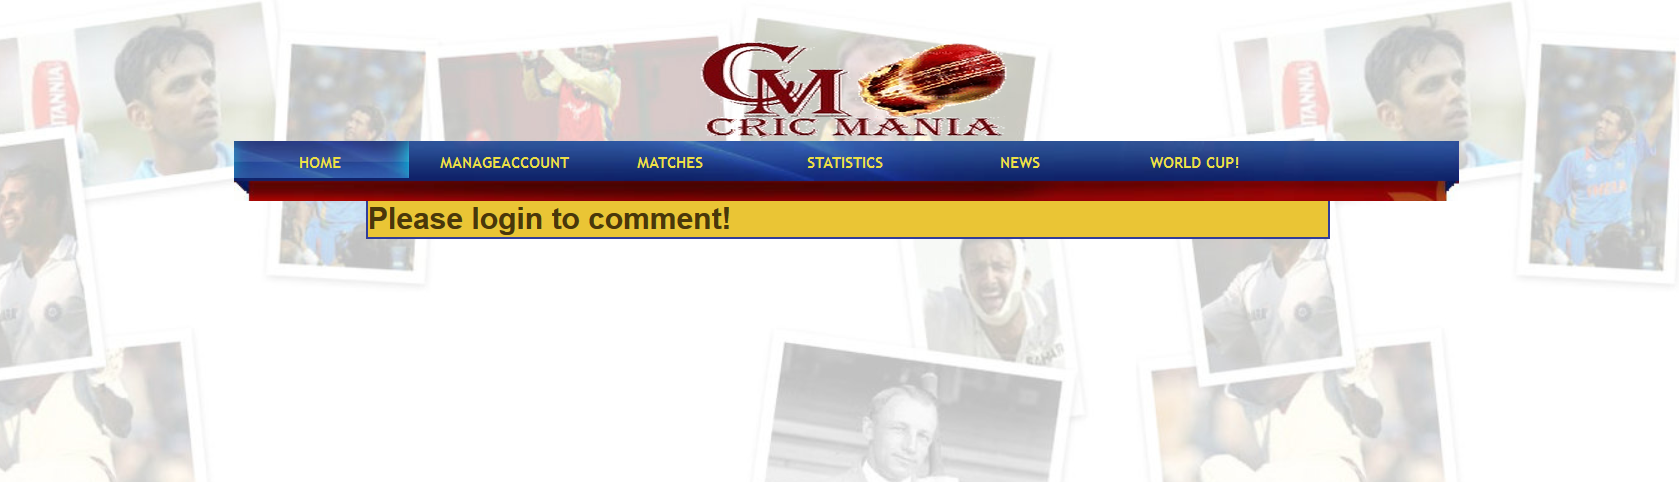 CM
CRIC MANIA
HOME MANAGEACCOUNT MATCHES STATISTICS NEWS WORLD CUP!
Please login to comment!